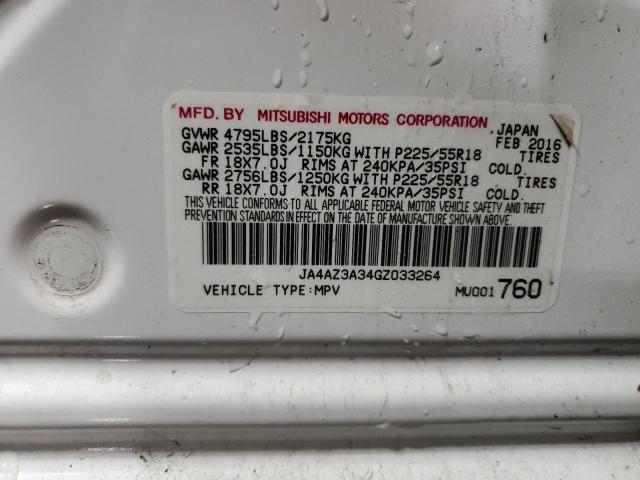 MFD. BY MITSUBISHI MOTORS CORPORATION JAPAN
GVWR 4795LBS/2175KG FEB 2016
GAWR 2535LBS/1150KG WITH P225/55R18 TIRES
FR 18X7.0J RIMS AT 240KPA/35PSI COLD.
GAWR 2756LBS/1250KG WITH P225/55R18 TIRES
RR 18X7.0J RIMS AT 240KPA/35PSI COLD.
THIS VEHICLE CONFORMS TO ALL APPLICABLE FEDERAL MOTOR VEHICLE SAFETY AND THEFT
PREVENTION STANDARDS IN EFFECT ON THE DATE OF MANUFACTURE SHOWN ABOVE.
JA4AZ3A34GZ033264
VEHICLE TYPE:MPV MU001 760